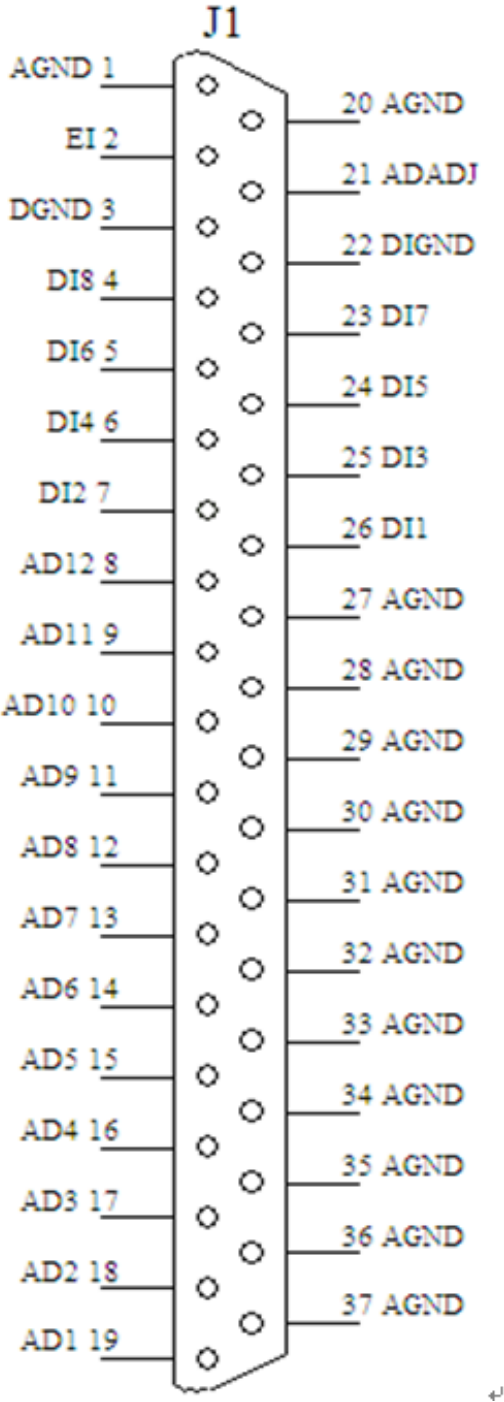 J1
AGND 1
20 AGND
EI 2
21 ADADJ
DGND 3
22 DIGND
DI8 4
23 DI7
DI6 5
24 DI5
DI4 6
25 DI3
DI2 7
26 DI1
AD12 8
27 AGND
AD11 9
28 AGND
AD10 10
29 AGND
AD9 11
30 AGND
AD8 12
31 AGND
AD7 13
32 AGND
AD6 14
33 AGND
AD5 15
34 AGND
AD4 16
35 AGND
AD3 17
36 AGND
AD2 18
37 AGND
AD1 19